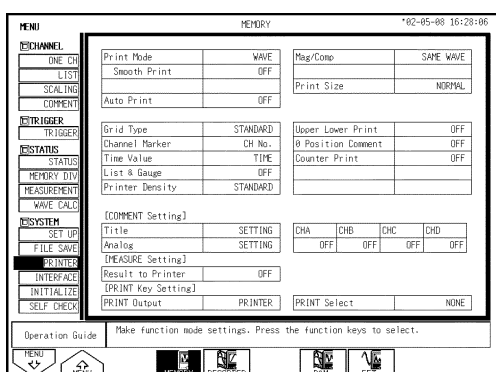 MENU MEMORY '02-05-08 16:28:06
CHANNEL
ONE CH
LIST
SCALING
COMMENT
TRIGGER
TRIGGER
STATUS
STATUS
MEMORY DIV
MEASUREMENT
WAVE CALC
SYSTEM
SET UP
FILE SAVE
PRINTER
INTERFACE
INITIALIZE
SELF CHECK
Print Mode WAVE Mag/Comp SAME WAVE
Smooth Print OFF
Print Size NORMAL
Auto Print OFF
Grid Type STANDARD Upper Lower Print OFF
Channel Marker CH No. 0 Position Comment OFF
Time Value TIME Counter Print OFF
List & Gauge OFF
Printer Density STANDARD
[COMMENT Setting]
Title SETTING CHA CHB CHC CHD
Analog SETTING OFF OFF OFF OFF
[MEASURE Setting]
Result to Printer OFF
[PRINT Key Setting]
PRINT Output PRINTER PRINT Select NONE
Operation Guide Make function mode settings. Press the function keys to select.
MENU